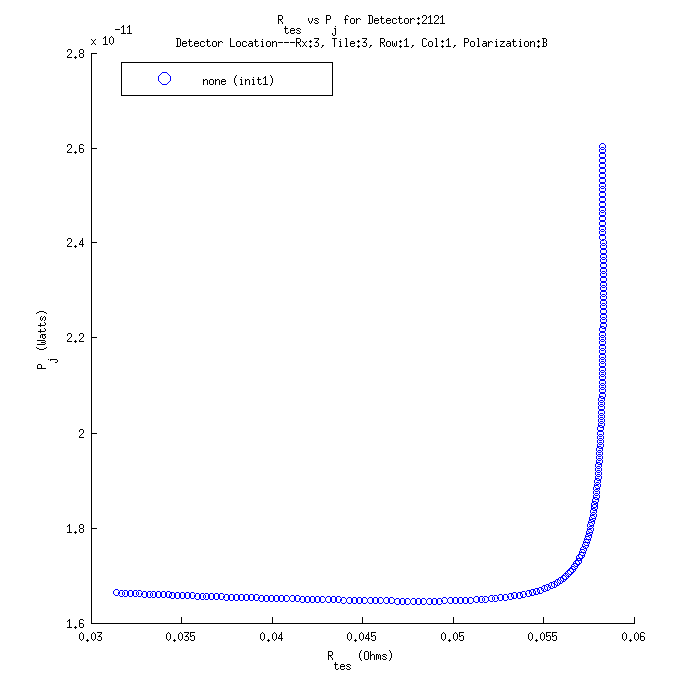 R_tes vs P_j for Detector:2121
Detector Location---Rx:3, Tile:3, Row:1, Col:1, Polarization:B
x 10^-11
none (init1)
2.8
2.6
2.4
2.2
2
1.8
1.6
P_j (Watts)
0.03 0.035 0.04 0.045 0.05 0.055 0.06
R_tes (Ohms)